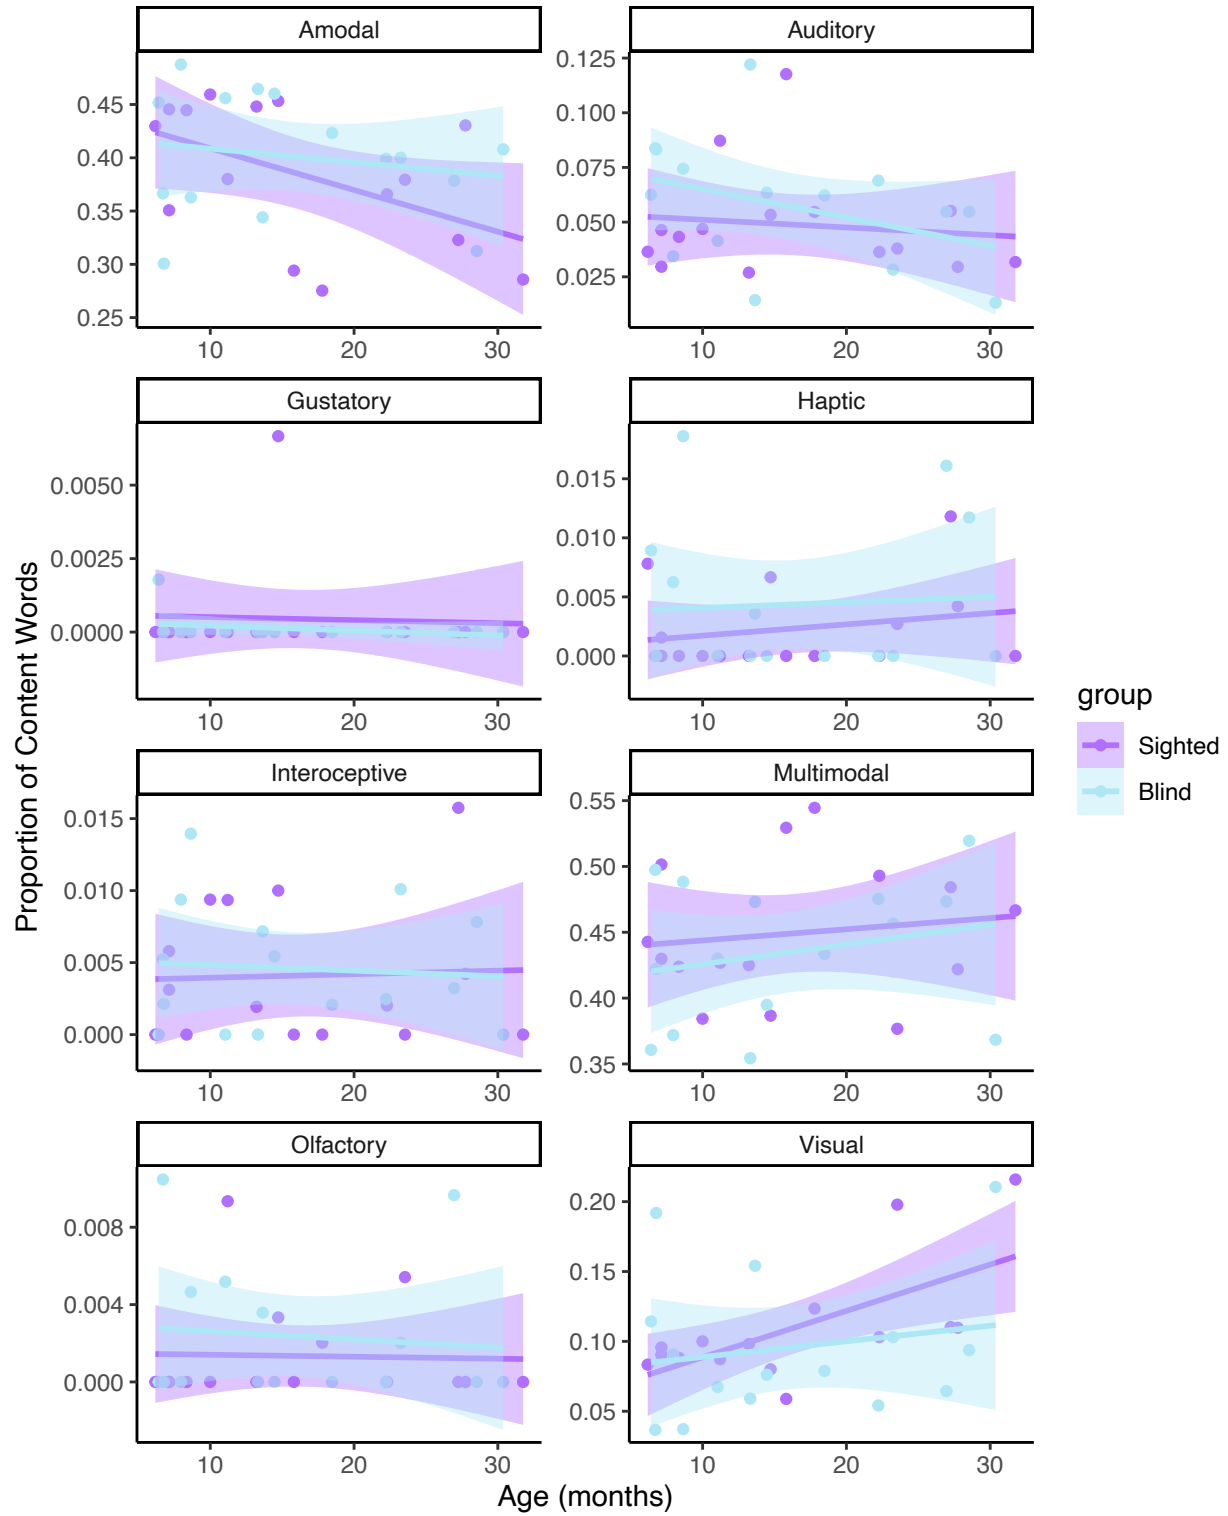 Amodal
Auditory
0.45
0.40
0.35
0.30
0.25
10 20 30
0.125
0.100
0.075
0.050
0.025
10 20 30
Gustatory
Haptic
0.0050
0.0025
0.0000
10 20 30
0.015
0.010
0.005
0.000
10 20 30
Interoceptive
Multimodal
0.015
0.010
0.005
0.000
10 20 30
0.55
0.50
0.45
0.40
0.35
10 20 30
Olfactory
Visual
0.008
0.004
0.000
10 20 30
0.20
0.15
0.10
0.05
10 20 30
Proportion of Content Words
Age (months)
group
Sighted
Blind